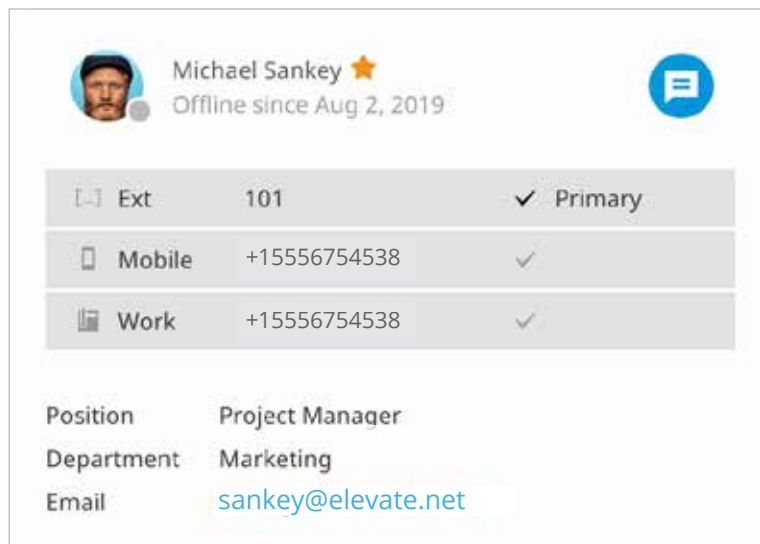 Michael Sankey
Offline since Aug 2, 2019
Ext 101 Primary
Mobile +15556754538
Work +15556754538
Position Project Manager
Department Marketing
Email sankey@elevate.net